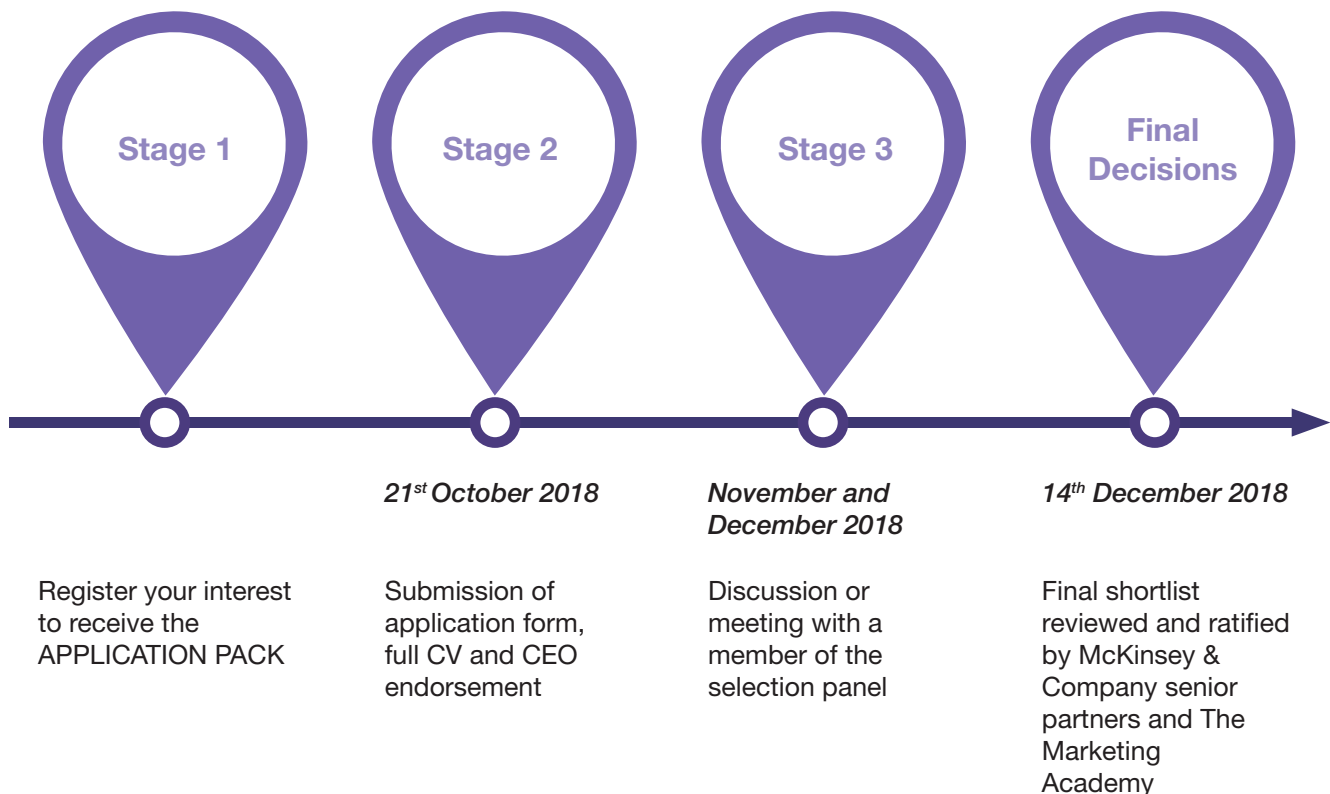 Stage 1
Stage 2
Stage 3
Final
Decisions
21st October 2018
November and
December 2018
14th December 2018
Register your interest
to receive the
APPLICATION PACK
Submission of
application form,
full CV and CEO
endorsement
Discussion or
meeting with a
member of the
selection panel
Final shortlist
reviewed and ratified
by McKinsey &
Company senior
partners and The
Marketing
Academy